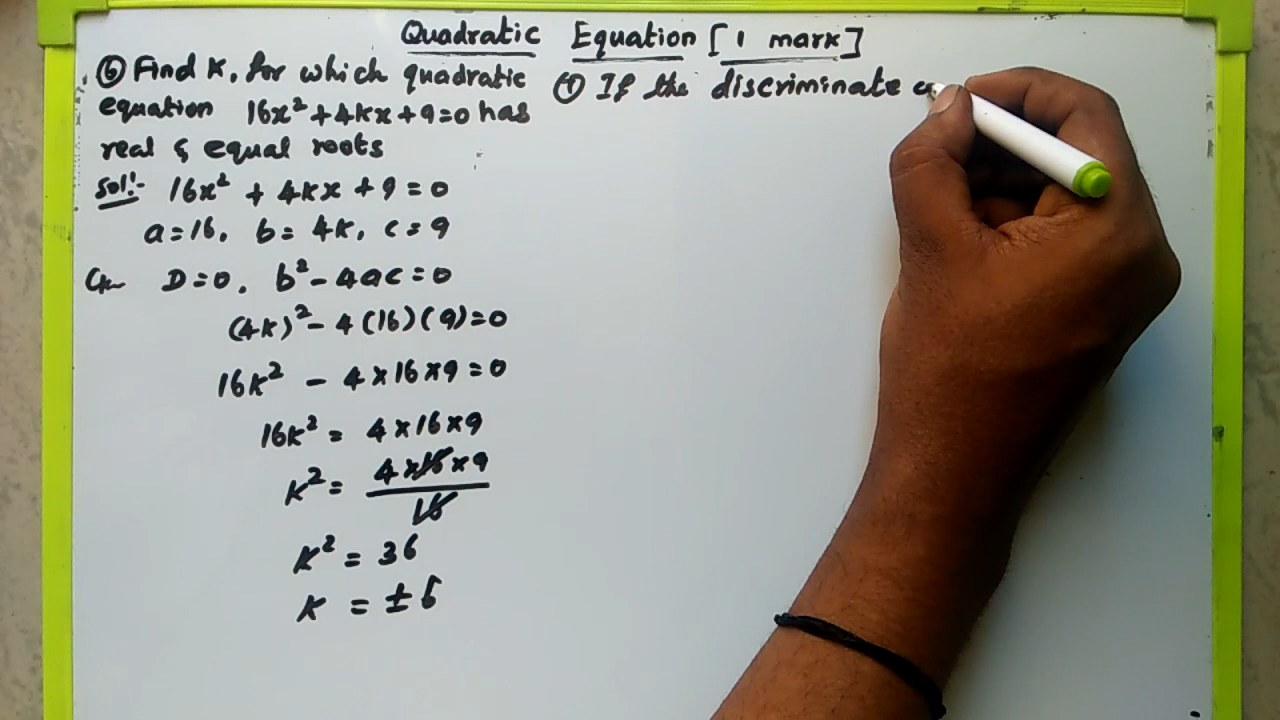 Quadratic Equation [1 mark]
⑥ Find K, for which quadratic
equation 16x² + 4kx + 9 = 0 has
real & equal roots
Sol:- 16x² + 4kx + 9 = 0
a = 16, b = 4k, c = 9
D = 0, b² - 4ac = 0
(4k)² - 4(16)(9) = 0
16k² - 4 x 16 x 9 = 0
16k² = 4 x 16 x 9
k² = 4 x 16 x 9
16
k² = 36
k = ± 6
If the discriminate